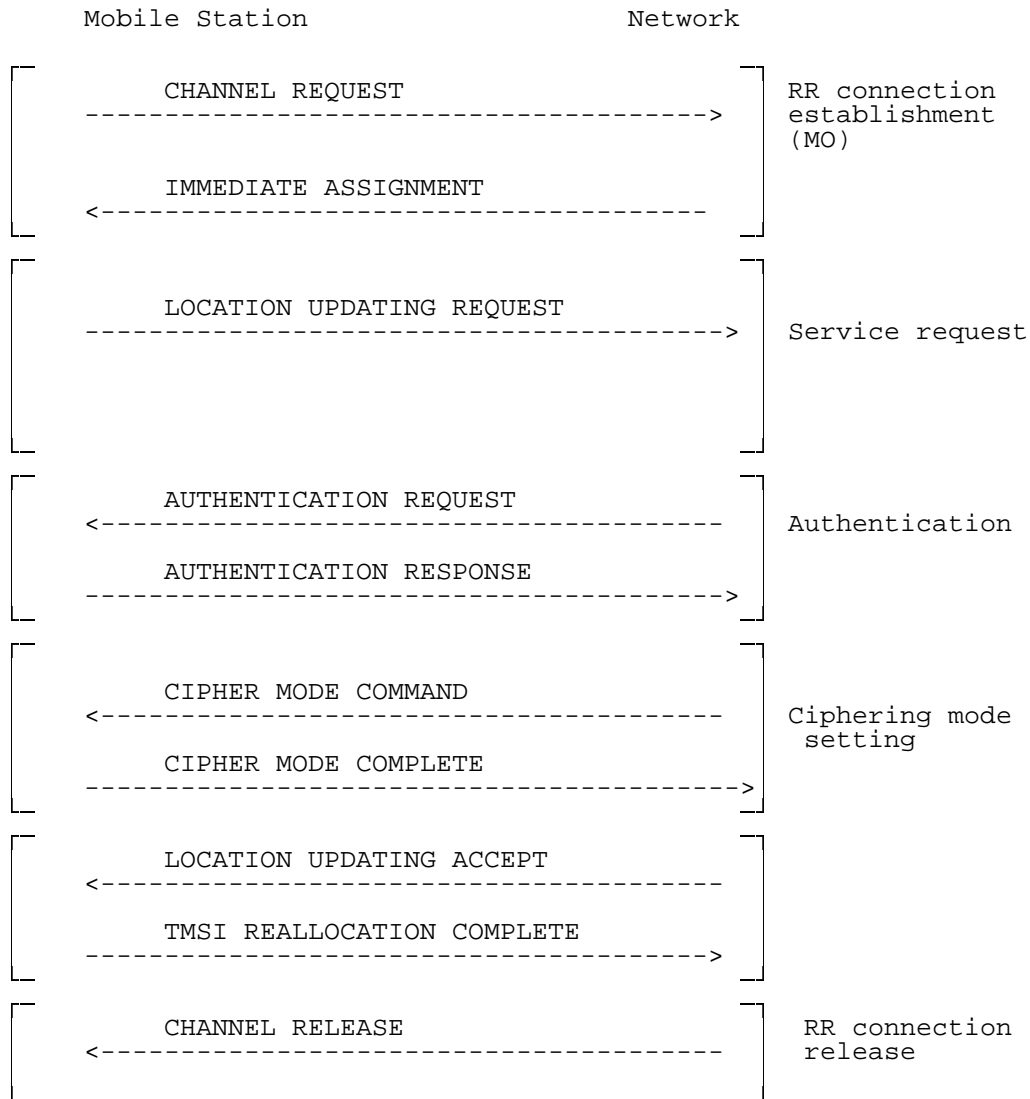 Mobile Station Network
CHANNEL REQUEST
RR connection
--------------------------------------->
establishment
(MO)
IMMEDIATE ASSIGNMENT
<--------------------------------------
LOCATION UPDATING REQUEST
---------------------------------------->
Service request
AUTHENTICATION REQUEST
<---------------------------------------
Authentication
AUTHENTICATION RESPONSE
---------------------------------------->
CIPHER MODE COMMAND
<---------------------------------------
Ciphering mode
setting
CIPHER MODE COMPLETE
----------------------------------------->
LOCATION UPDATING ACCEPT
<---------------------------------------
TMSI REALLOCATION COMPLETE
--------------------------------------->
CHANNEL RELEASE
RR connection
<---------------------------------------
release